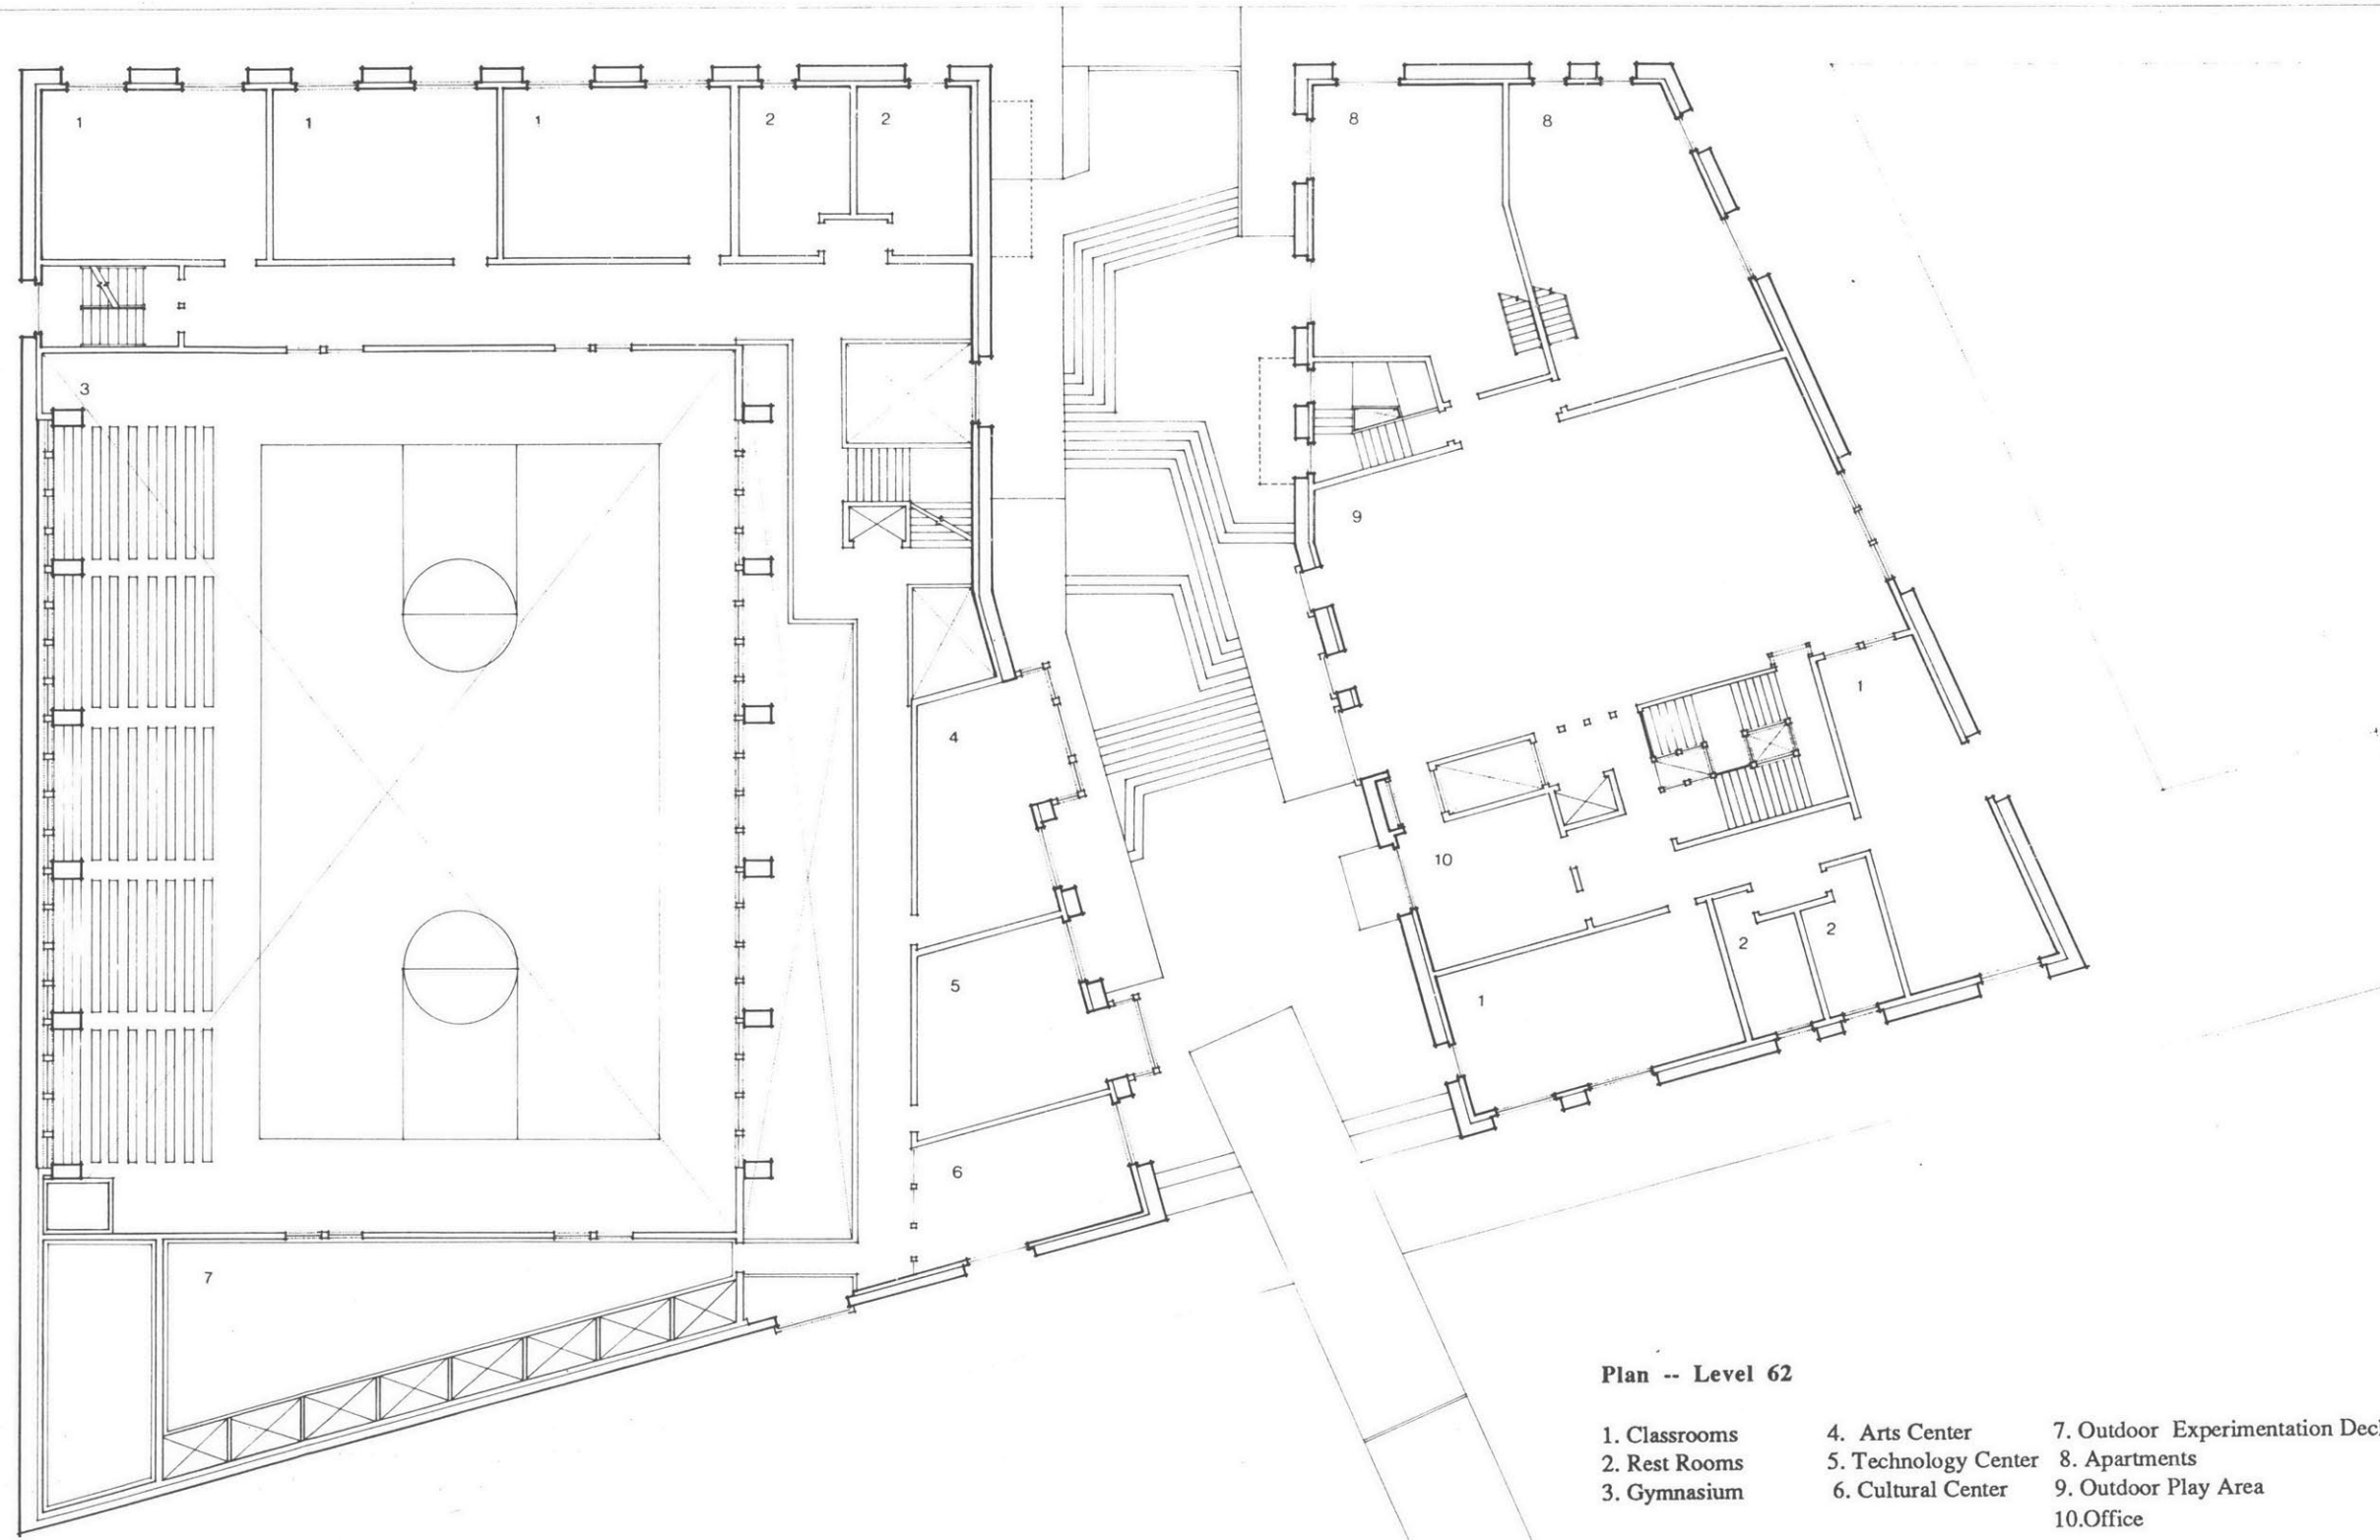 1 1 1 2 2 8 8
3
9
1
4
10
2 2
5
1
6
7
Plan -- Level 62
1. Classrooms 4. Arts Center 7. Outdoor Experimentation
2. Rest Rooms 5. Technology Center 8. Apartments
3. Gymnasium 6. Cultural Center 9. Outdoor Play Area
10.Office